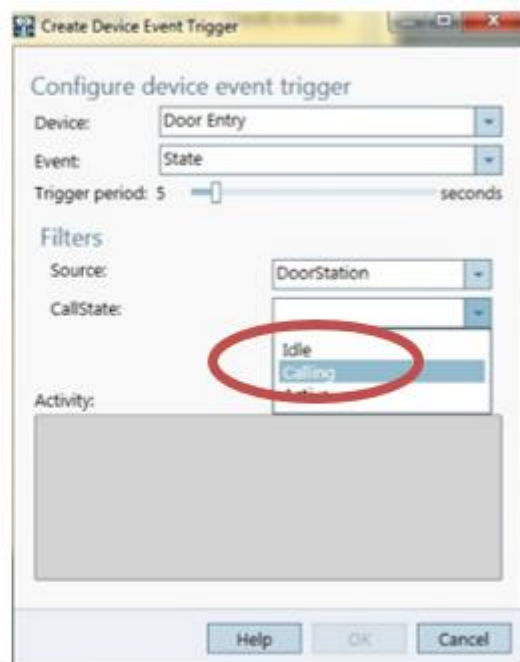 Create Device Event Trigger
Configure device event trigger
Device: Door Entry
Event: State
Trigger period: 5 seconds
Filters
Source: DoorStation
CallState:
Idle
Calling
Active
Activity:
Help OK Cancel